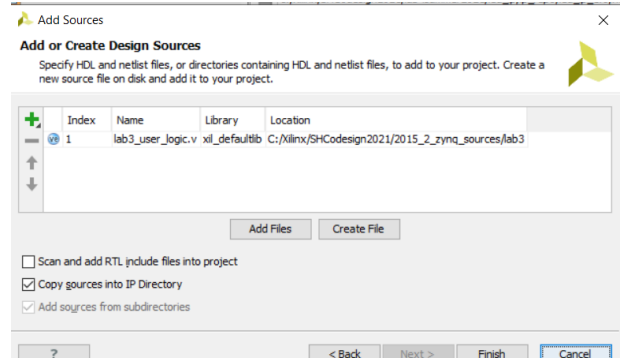 Add Sources
Add or Create Design Sources
Specify HDL and netlist files, or directories containing HDL and netlist files, to add to your project. Create a
new source file on disk and add it to your project.
Index Name Library Location
1 lab3_user_logic.v xil_defaultlib C:/Xilinx/SHCodesign2021/2015_2_zynq_sources/lab3
Add Files Create File
Scan and add RTL include files into project
Copy sources into IP Directory
Add sources from subdirectories
? < Back Next > Finish Cancel